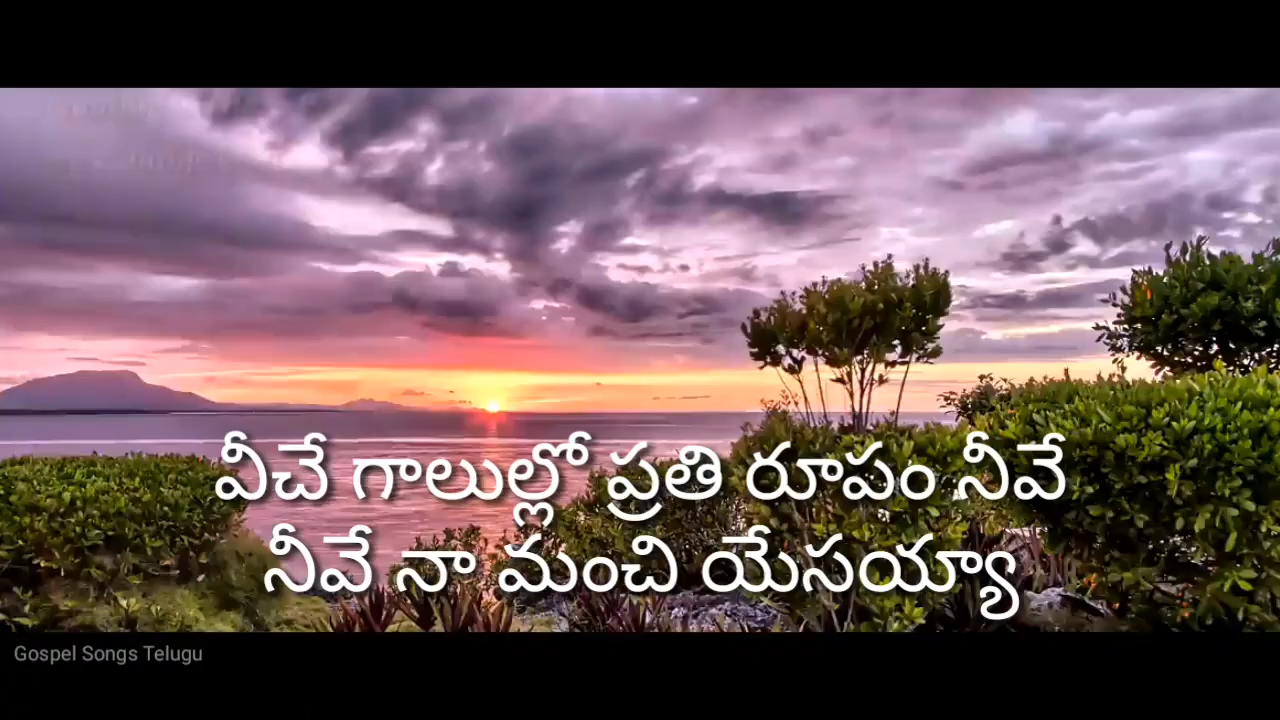 వీచే గాలుల్లో ప్రతి రూపం నీవే
నీవే నా మంచి యేసయ్యా
Gospel Songs Telugu